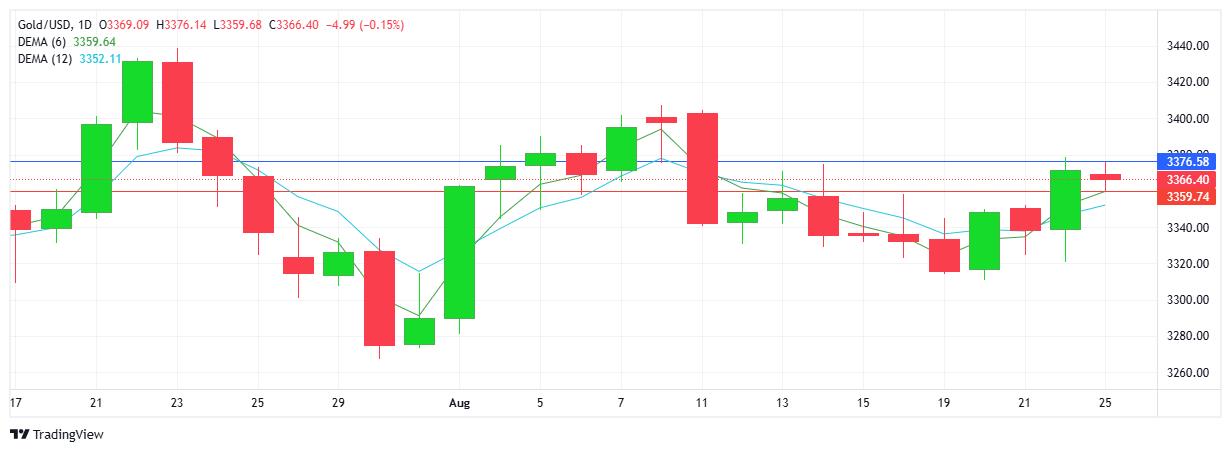 Gold/USD, 1D O3369.09 H3376.14 L3359.68 C3366.40 −4.99 (−0.15%)
DEMA (6) 3359.64
DEMA (12) 3352.11
3440.00
3420.00
3400.00
3376.58
3366.40
3359.74
3340.00
3320.00
3300.00
3280.00
3260.00
17 21 23 25 29 Aug 5 7 11 13 15 19 21 25
TradingView